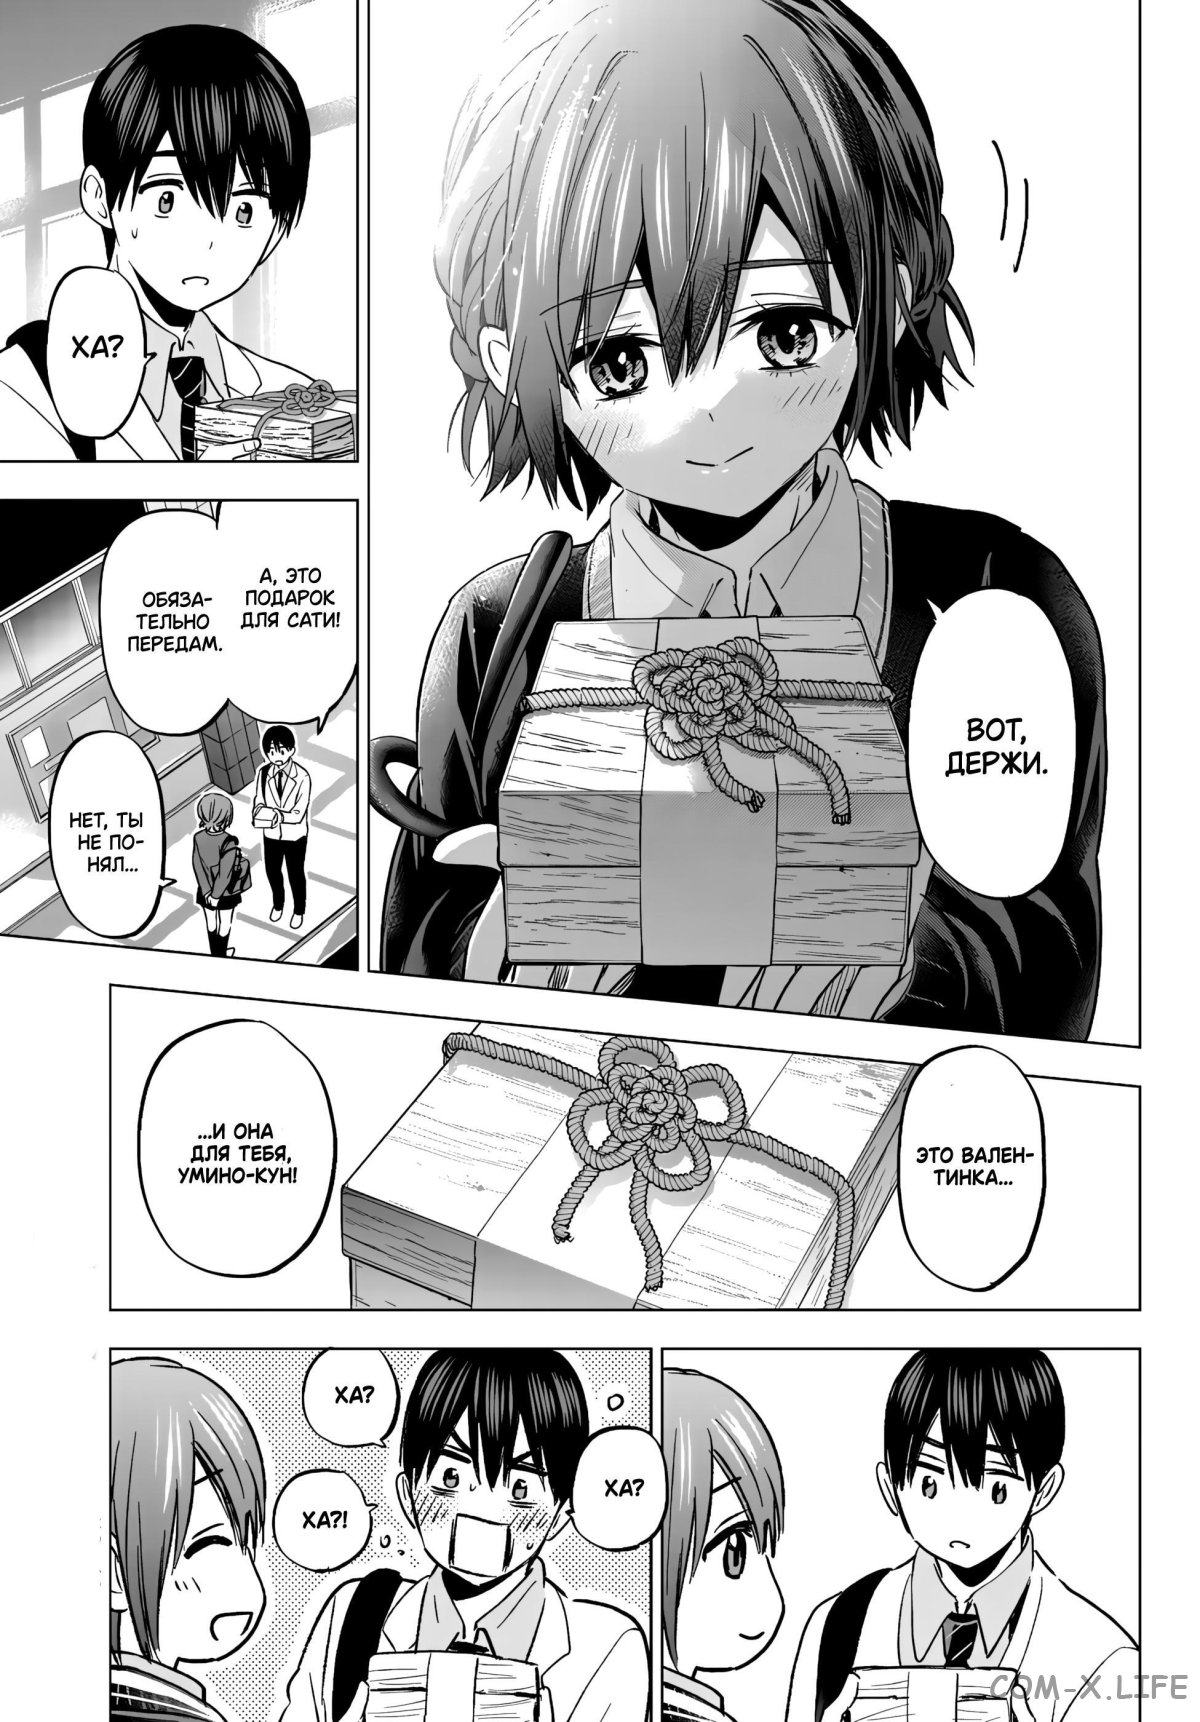 ВОТ,
ДЕРЖИ.
ХА?
А, ЭТО
ПОДАРОК
ДЛЯ САТИ!
ОБЯЗА-
ТЕЛЬНО
ПЕРЕДАМ.
НЕТ, ТЫ
НЕ ПО-
НЯЛ...
ЭТО ВАЛЕН-
ТИНКА...
...И ОНА
ДЛЯ ТЕБЯ,
УМИНО-КУН!
ХА?
ХА?
ХА?!
COM-X.LIFE